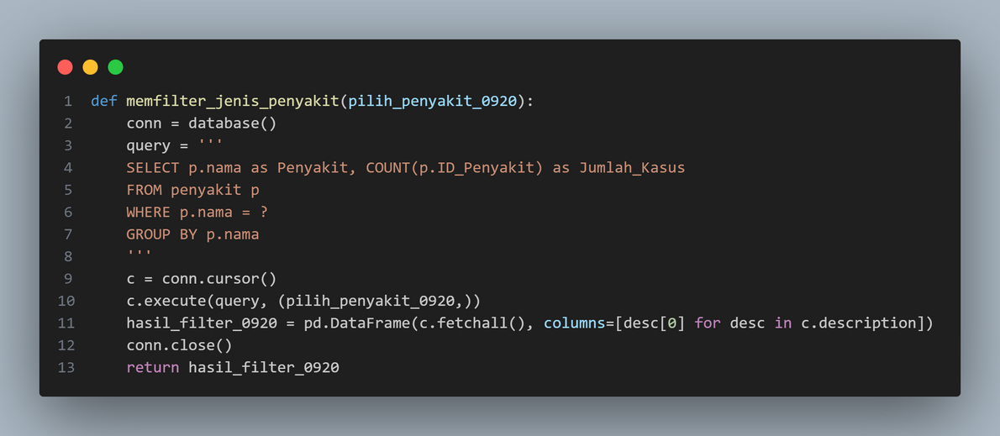 1 def memfilter_jenis_penyakit(pilih_penyakit_0920):
2     conn = database()
3     query = '''
4     SELECT p.nama as Penyakit, COUNT(p.ID_Penyakit) as Jumlah_Kasus
5     FROM penyakit p
6     WHERE p.nama = ?
7     GROUP BY p.nama
8     '''
9     c = conn.cursor()
10     c.execute(query, (pilih_penyakit_0920,))
11     hasil_filter_0920 = pd.DataFrame(c.fetchall(), columns=[desc[0] for desc in c.description])
12     conn.close()
13     return hasil_filter_0920